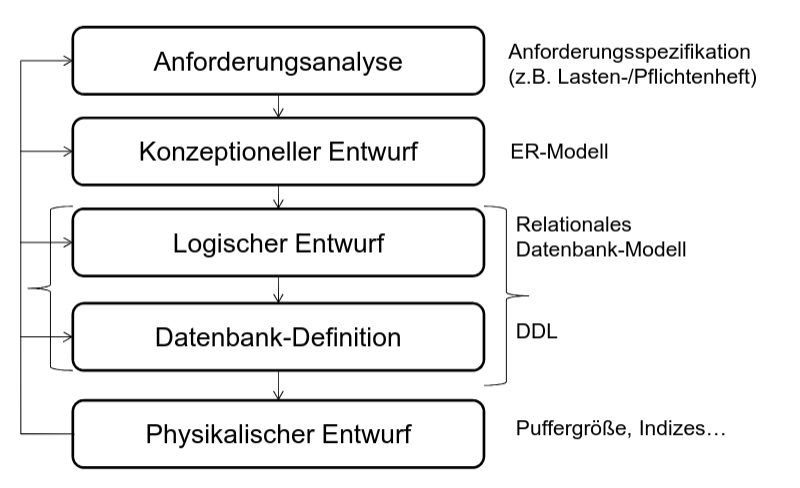 Anforderungsanalyse
Anforderungsspezifikation
(z.B. Lasten-/Pflichtenheft)
Konzeptioneller Entwurf
ER-Modell
Logischer Entwurf
Relationales
Datenbank-Modell
Datenbank-Definition
DDL
Physikalischer Entwurf
Puffergröße, Indizes…